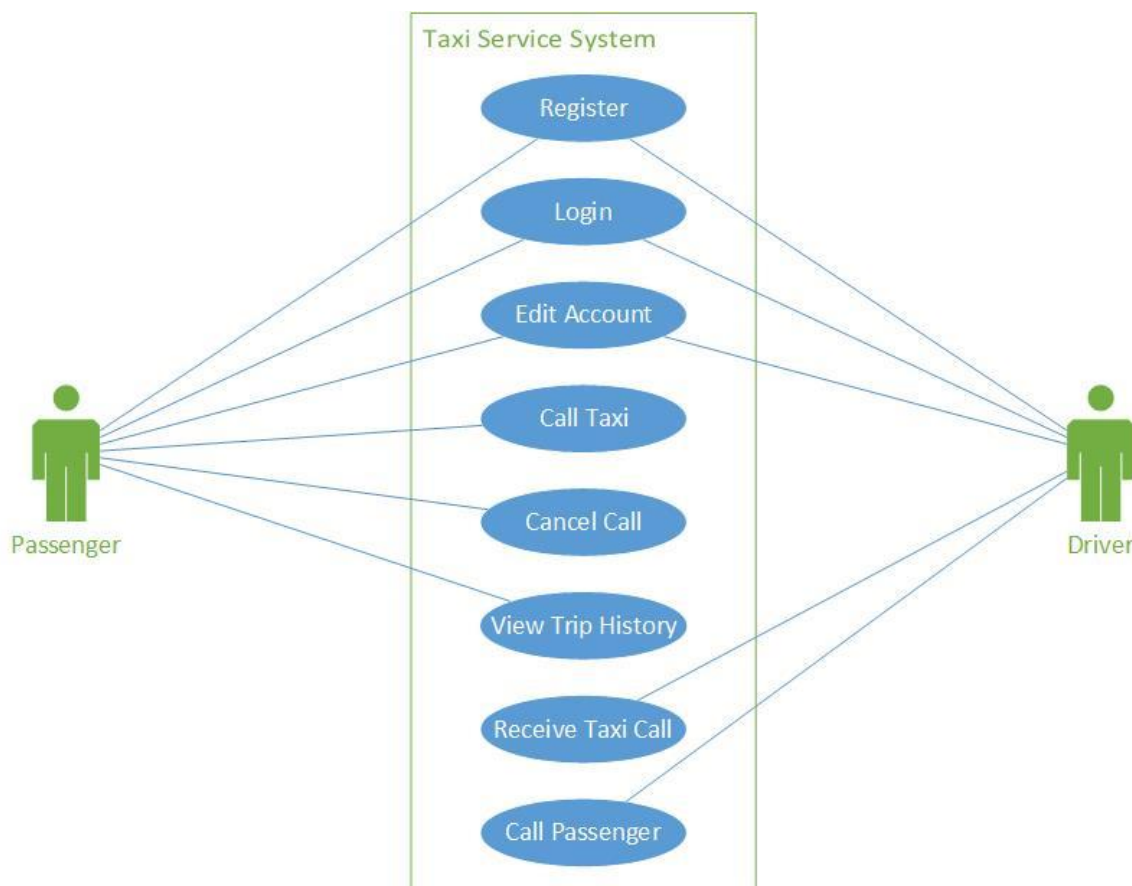 Taxi Service System
Register
Login
Edit Account
Call Taxi
Cancel Call
View Trip History
Receive Taxi Call
Call Passenger
Passenger
Driver